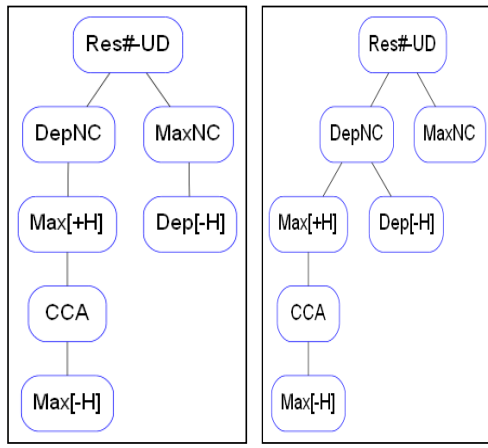 Res#-UD
DepNC MaxNC
Max[+H] Dep[-H]
CCA
Max[-H]
Res#-UD
DepNC MaxNC
Max[+H] Dep[-H]
CCA
Max[-H]